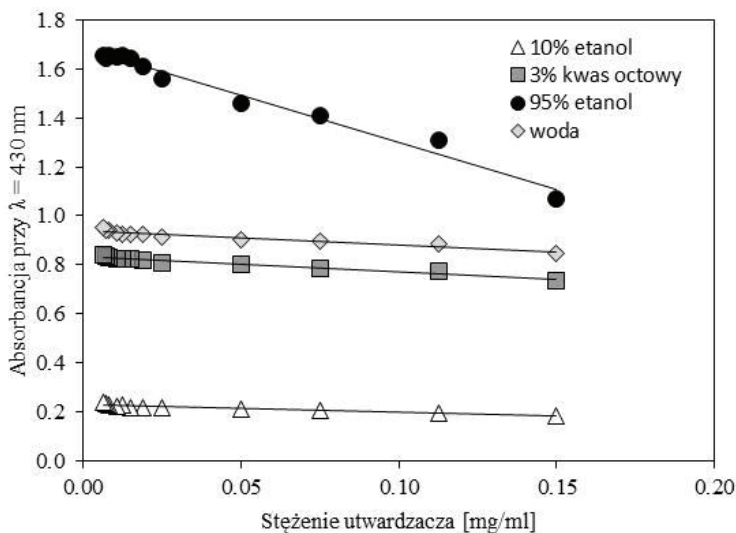 1.8
1.6
1.4
1.2
1.0
0.8
0.6
0.4
0.2
0.0
Absorbancja przy λ = 430 nm
10% etanol
3% kwas octowy
95% etanol
woda
0.00 0.05 0.10 0.15 0.20
Stężenie utwardzacza [mg/ml]